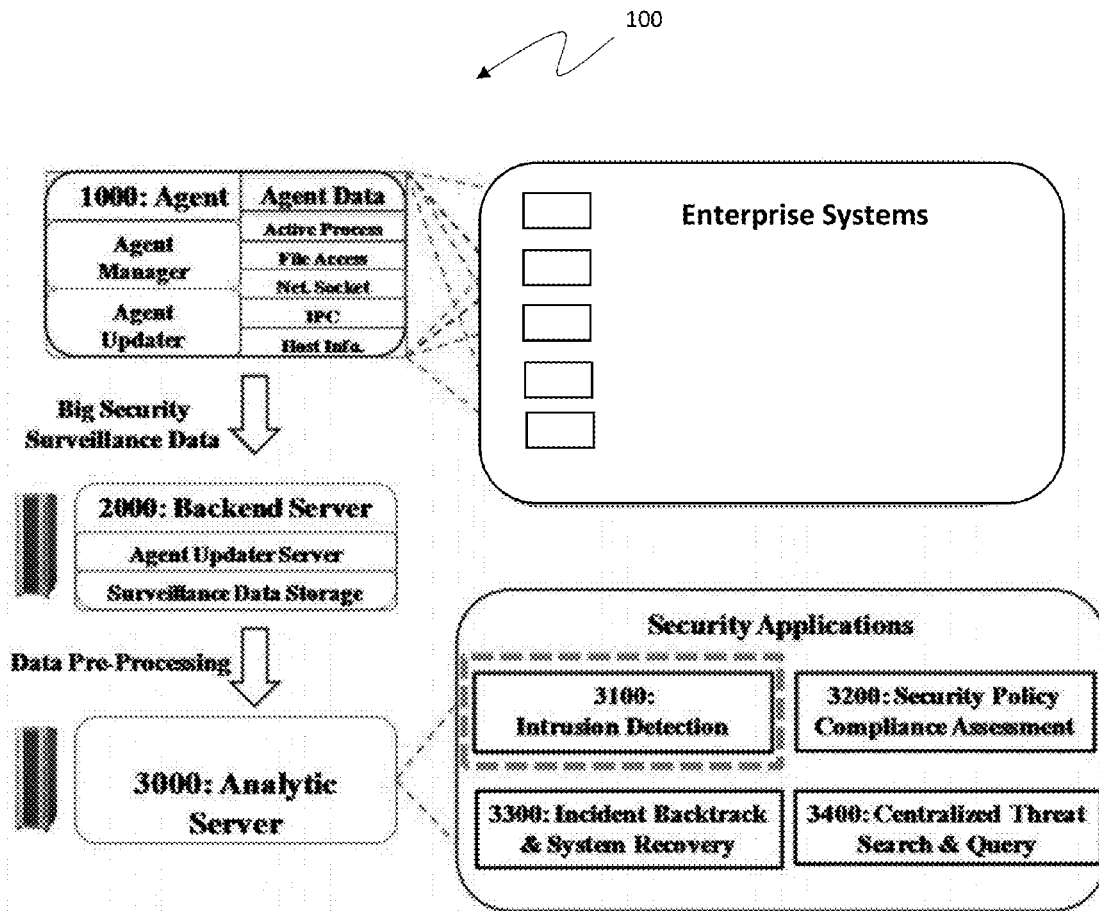 100
1000: Agent
Agent
Manager
Agent
Updater
Agent Data
Active Process
File Access
Net. Socket
IPC
Host Info.
Enterprise Systems
Big Security
Surveillance Data
2000: Backend Server
Agent Updater Server
Surveillance Data Storage
Data Pre-Processing
3000: Analytic
Server
Security Applications
3100:
Intrusion Detection
3200: Security Policy
Compliance Assessment
3300: Incident Backtrack
& System Recovery
3400: Centralized Threat
Search & Query